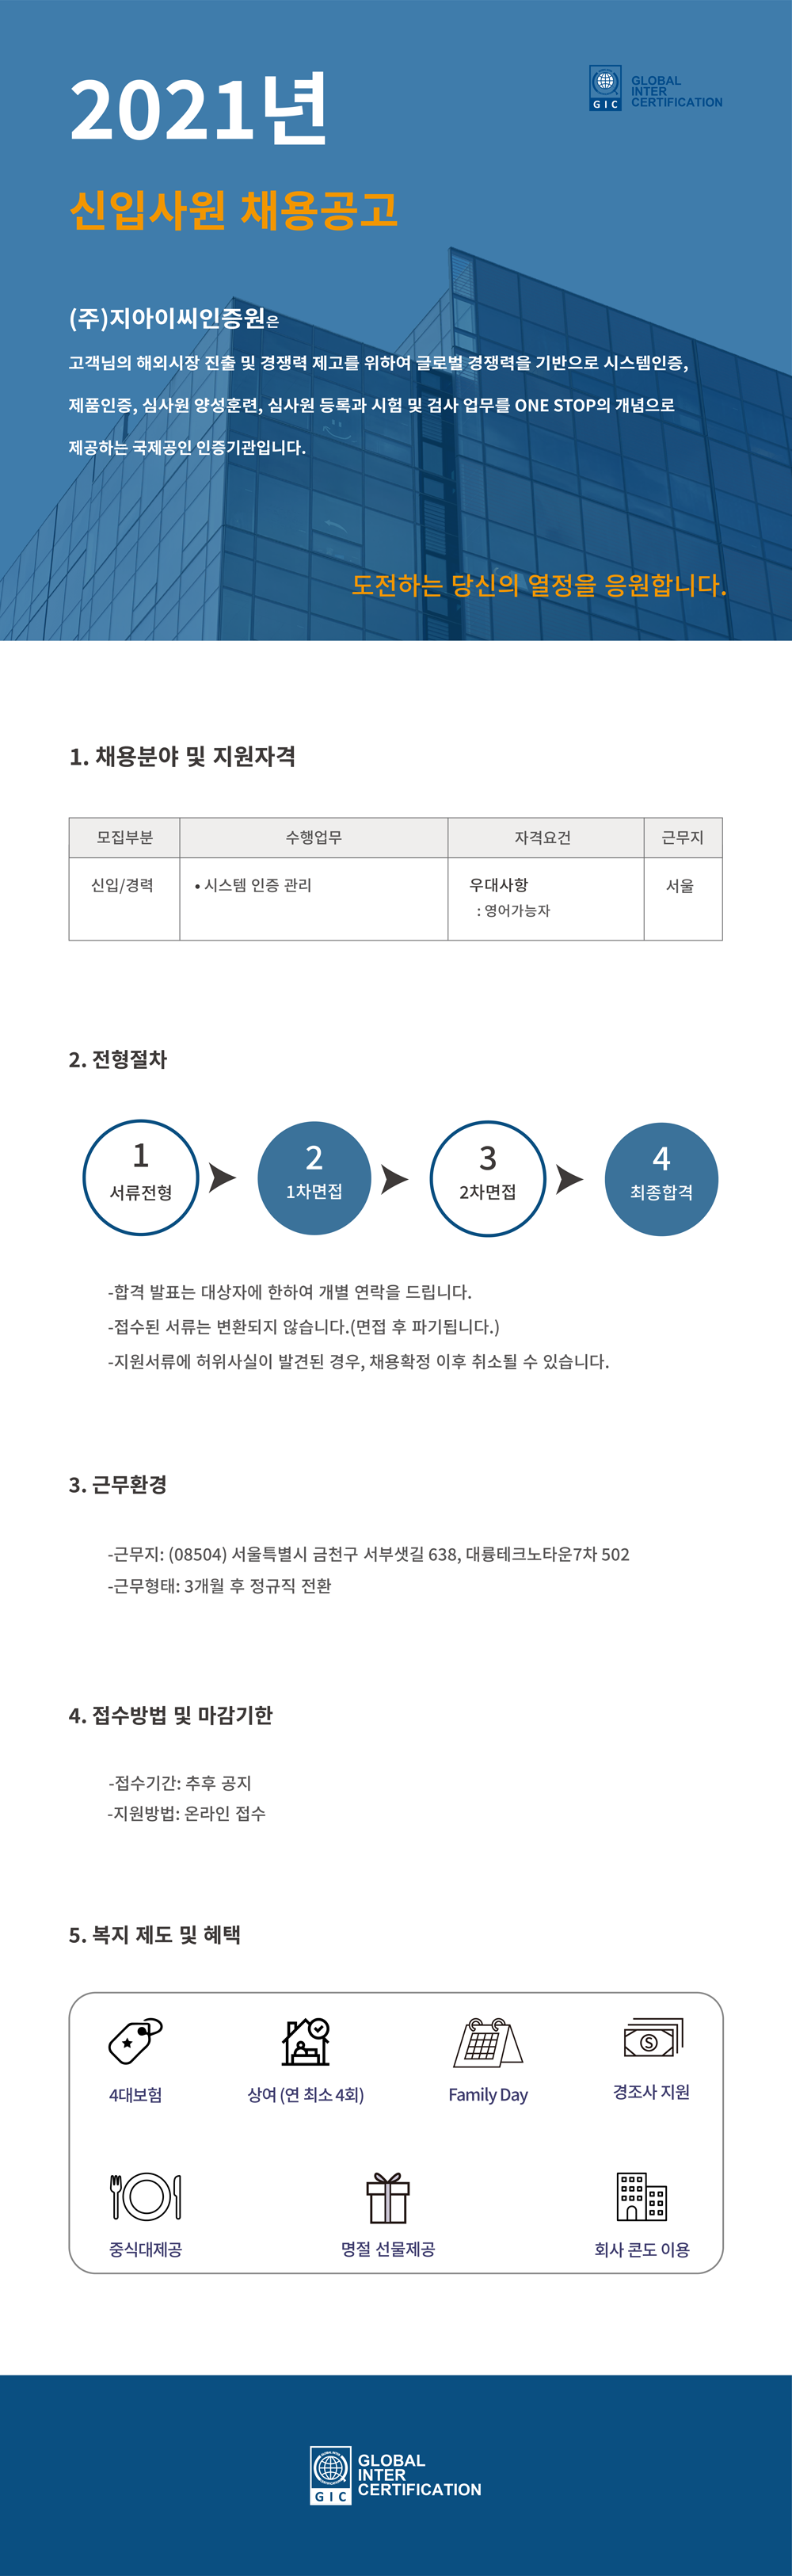 2021년
GIC
GLOBAL
INTER
CERTIFICATION
신입사원 채용공고
(주)지아이씨인증원은
고객님의 해외시장 진출 및 경쟁력 제고를 위하여 글로벌 경쟁력을 기반으로 시스템인증,
제품인증, 심사원 양성훈련, 심사원 등록과 시험 및 검사 업무를 ONE STOP의 개념으로
제공하는 국제공인 인증기관입니다.
도전하는 당신의 열정을 응원합니다.
1. 채용분야 및 지원자격
모집부분 수행업무 자격요건 근무지
신입/경력 • 시스템 인증 관리 우대사항 서울
: 영어가능자
2. 전형절차
1 2 3 4
서류전형 1차면접 2차면접 최종합격
-합격 발표는 대상자에 한하여 개별 연락을 드립니다.
-접수된 서류는 변환되지 않습니다.(면접 후 파기됩니다.)
-지원서류에 허위사실이 발견된 경우, 채용확정 이후 취소될 수 있습니다.
3. 근무환경
-근무지: (08504) 서울특별시 금천구 서부샛길 638, 대륭테크노타운7차 502
-근무형태: 3개월 후 정규직 전환
4. 접수방법 및 마감기한
-접수기간: 추후 공지
-지원방법: 온라인 접수
5. 복지 제도 및 혜택
4대보험 상여 (연 최소 4회) Family Day 경조사 지원
중식대제공 명절 선물제공 회사 콘도 이용
GIC
GLOBAL
INTER
CERTIFICATION